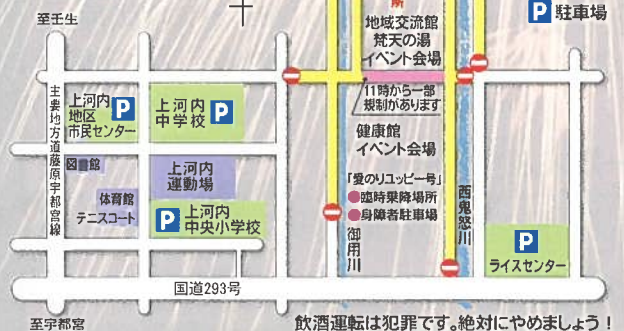 至壬生
所
P 駐車場
地域交流館
梵天の湯
イベント会場
11時から一部
規制があります
健康館
イベント会場
「愛のりユッピー号」
●臨時乗降場所
●身障者駐車場
主要地方道藤原宇都宮線
上河内
地区
市民センター
P
上河内
中学校
P
図書館
上河内
運動場
体育館
テニスコート
P
上河内
中央小学校
御用川
西鬼怒川
P
ライスセンター
国道293号
至宇都宮
飲酒運転は犯罪です。絶対にやめましょう！